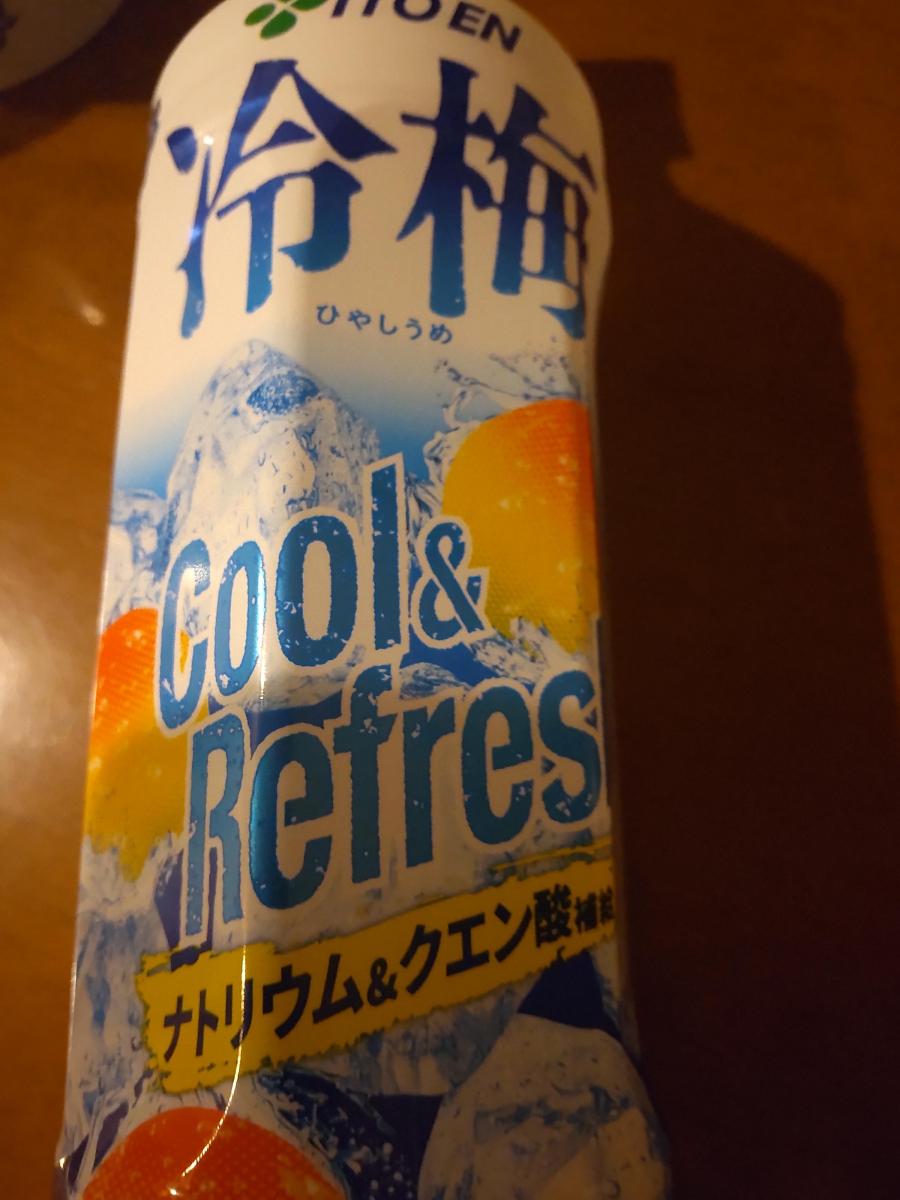 ITO EN
冷梅
ひやしうめ
Cool &
Refres
ナトリウム&クエン酸補給